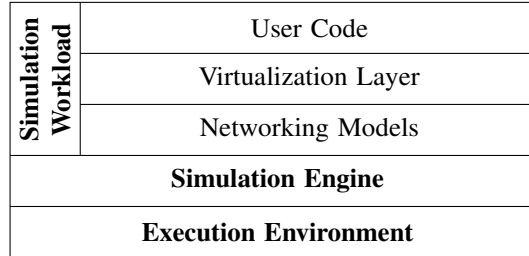 Simulation
Workload
User Code
Virtualization Layer
Networking Models
Simulation Engine
Execution Environment